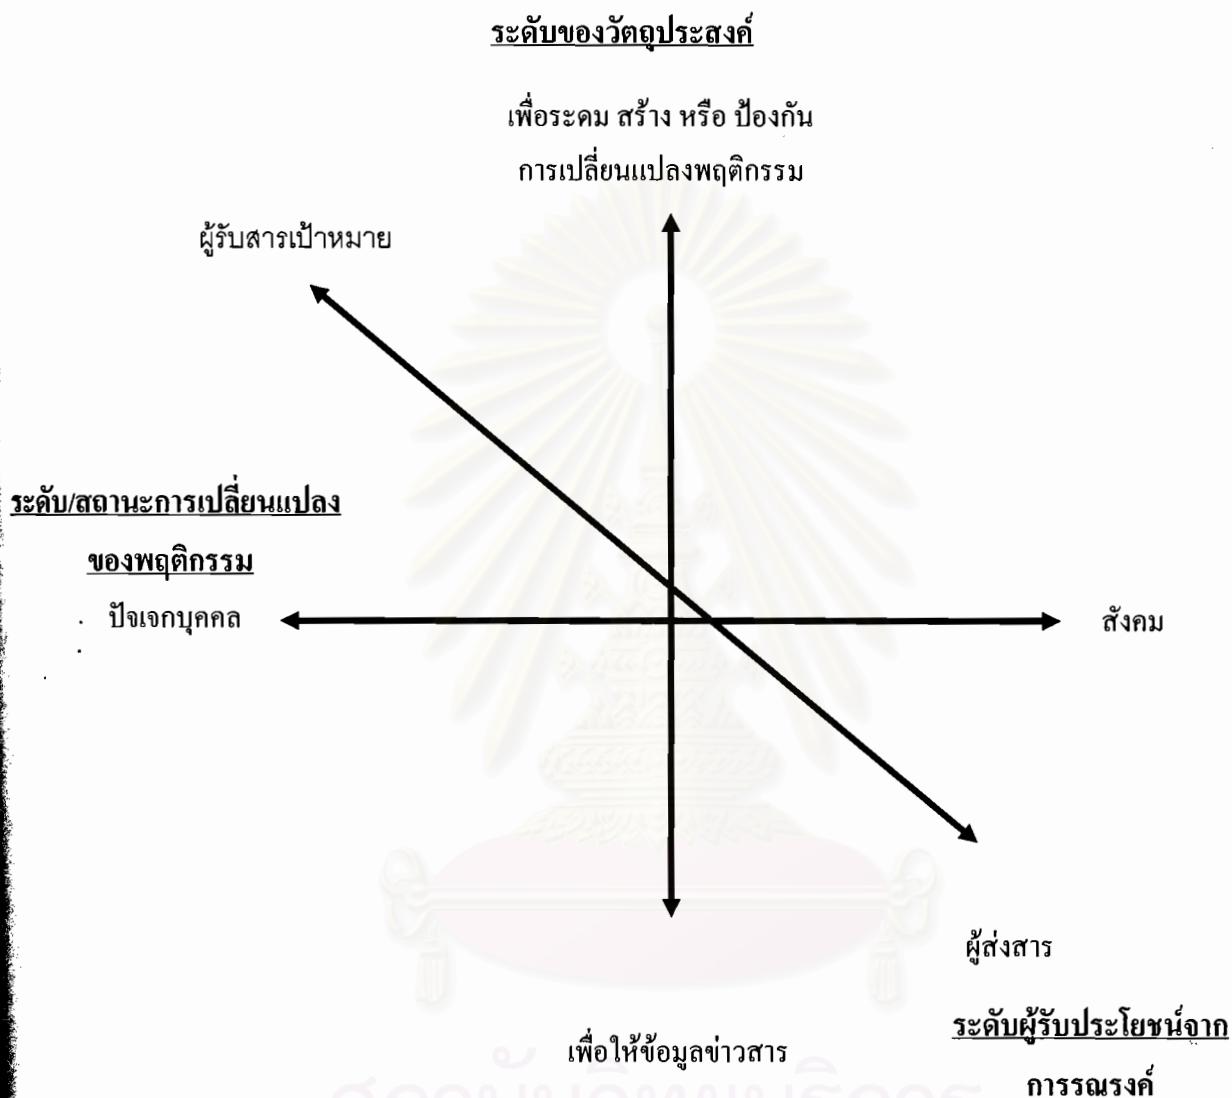 ระดับของวัตถุประสงค์
เพื่อระดม สร้าง หรือ ป้องกัน
การเปลี่ยนแปลงพฤติกรรม
ผู้รับสารเป้าหมาย
ระดับ/สถานะการเปลี่ยนแปลง
ของพฤติกรรม
ปัจเจกบุคคล
สังคม
ผู้ส่งสาร
ระดับผู้รับประโยชน์จาก
การรณรงค์
เพื่อให้ข้อมูลข่าวสาร